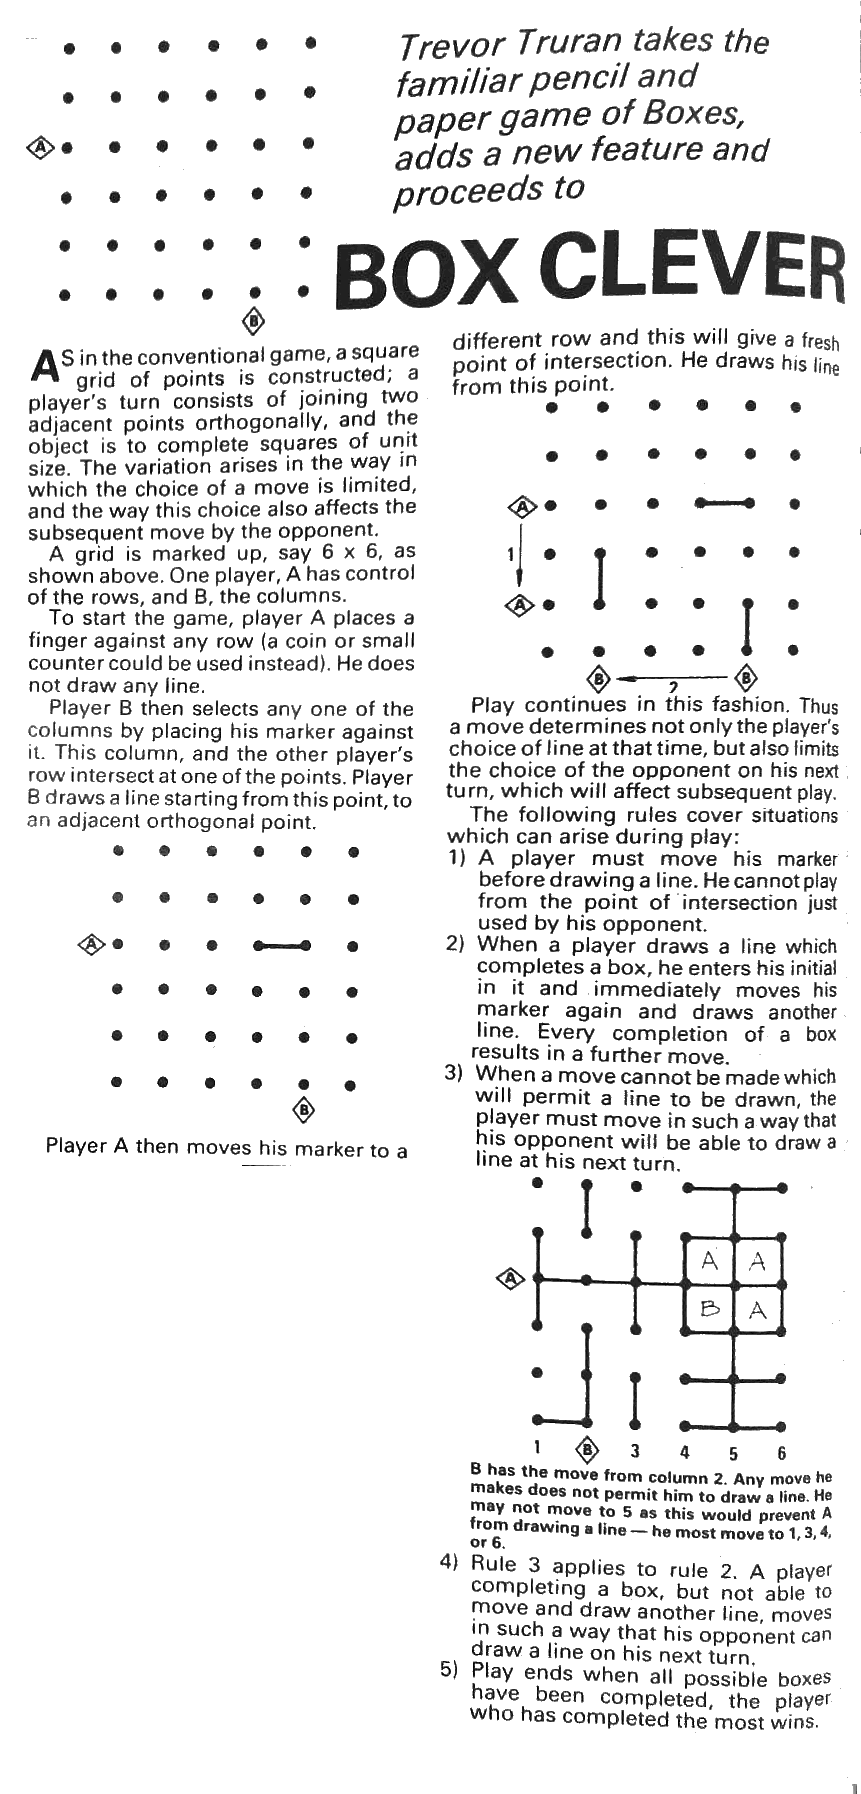 Trevor Truran takes the
familiar pencil and
paper game of Boxes,
adds a new feature and
proceeds to
BOX CLEVER
A
B
AS in the conventional game, a square
grid of points is constructed; a
player's turn consists of joining two
adjacent points orthogonally, and the
object is to complete squares of unit
size. The variation arises in the way in
which the choice of a move is limited,
and the way this choice also affects the
subsequent move by the opponent.
A grid is marked up, say 6 x 6, as
shown above. One player, A has control
of the rows, and B, the columns.
To start the game, player A places a
finger against any row (a coin or small
counter could be used instead). He does
not draw any line.
Player B then selects any one of the
columns by placing his marker against
it. This column, and the other player's
row intersect at one of the points. Player
B draws a line starting from this point, to
an adjacent orthogonal point.
A
B
Player A then moves his marker to a
different row and this will give a fresh
point of intersection. He draws his line
from this point.
A
1
A
B
2
B
Play continues in this fashion. Thus
a move determines not only the player's
choice of line at that time, but also limits
the choice of the opponent on his next
turn, which will affect subsequent play.
The following rules cover situations
which can arise during play:
1) A player must move his marker
before drawing a line. He cannot play
from the point of intersection just
used by his opponent.
2) When a player draws a line which
completes a box, he enters his initial
in it and immediately moves his
marker again and draws another
line. Every completion of a box
results in a further move.
3) When a move cannot be made which
will permit a line to be drawn, the
player must move in such a way that
his opponent will be able to draw a
line at his next turn.
A A
A
B A
1 B 3 4 5 6
B has the move from column 2. Any move he
makes does not permit him to draw a line. He
may not move to 5 as this would prevent A
from drawing a line — he most move to 1, 3, 4,
or 6.
4) Rule 3 applies to rule 2. A player
completing a box, but not able to
move and draw another line, moves
in such a way that his opponent can
draw a line on his next turn.
5) Play ends when all possible boxes
have been completed, the player
who has completed the most wins.